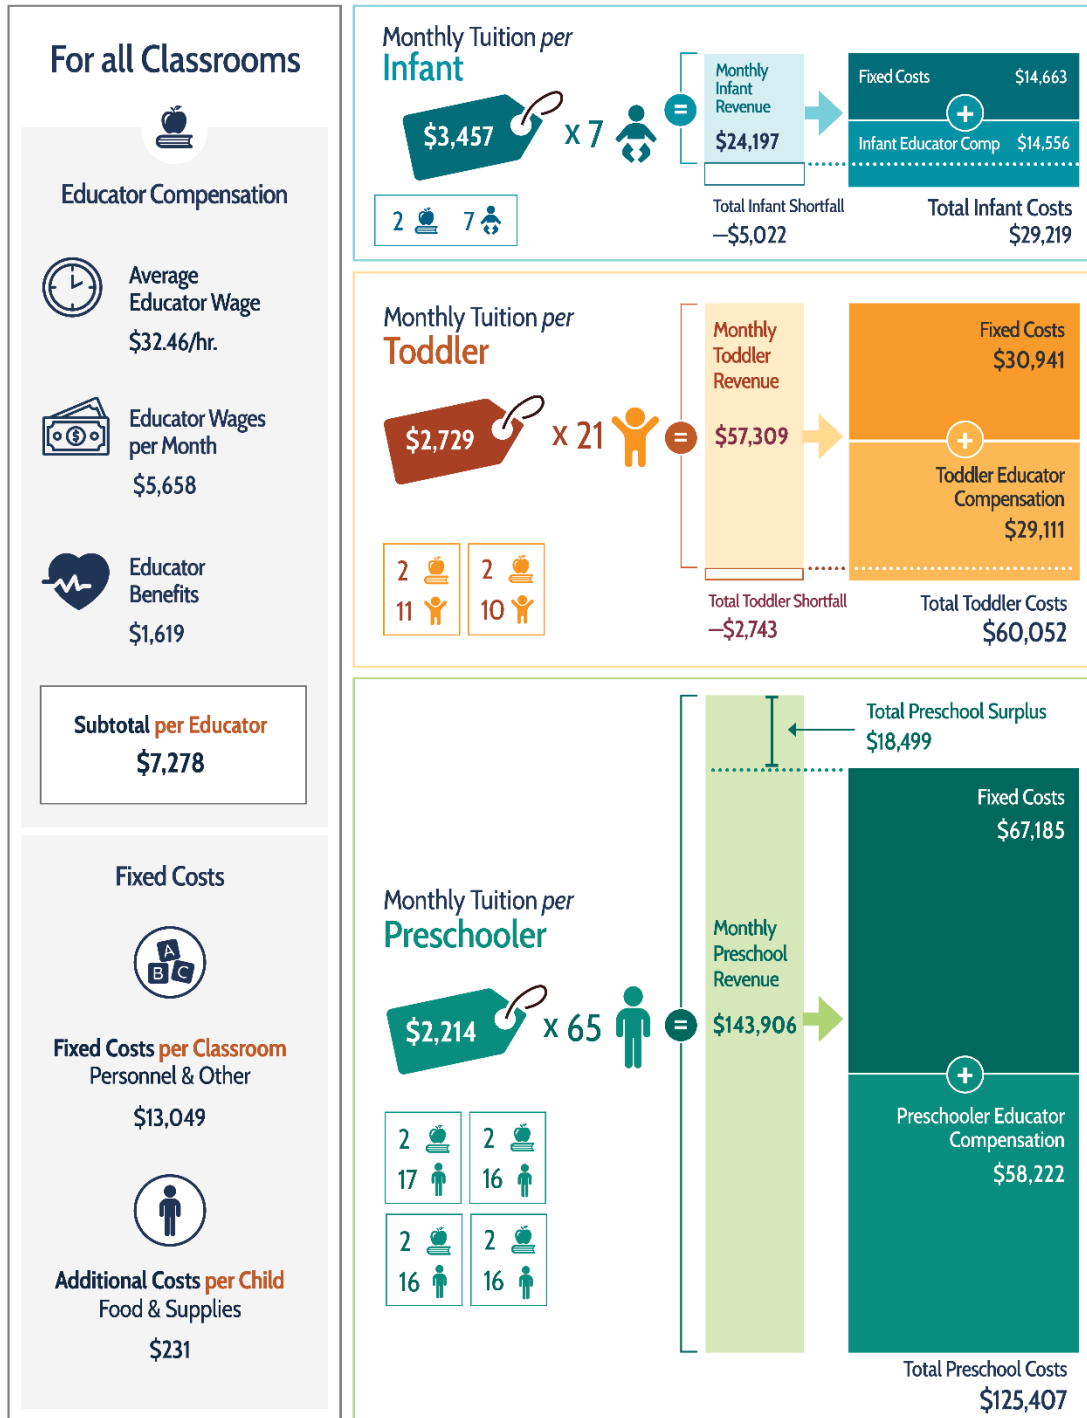 For all Classrooms
Educator Compensation
Average
Educator Wage
$32.46/hr.
Educator Wages
per Month
$5,658
Educator
Benefits
$1,619
Subtotal per Educator
$7,278
Fixed Costs
A
B C
Fixed Costs per Classroom
Personnel & Other
$13,049
Additional Costs per Child
Food & Supplies
$231
Monthly Tuition per
Infant
$3,457
x 7
=
Monthly
Infant
Revenue
$24,197
Fixed Costs $14,663
+
Infant Educator Comp $14,556
2 7
Total Infant Shortfall
—$5,022
Total Infant Costs
$29,219
Monthly Tuition per
Toddler
$2,729
x 21
=
Monthly
Toddler
Revenue
$57,309
Fixed Costs
$30,941
+
Toddler Educator
Compensation
$29,111
2 2
11 10
Total Toddler Shortfall
—$2,743
Total Toddler Costs
$60,052
Total Preschool Surplus
$18,499
Monthly Tuition per
Preschooler
$2,214
x 65
=
Monthly
Preschool
Revenue
$143,906
Fixed Costs
$67,185
+
Preschooler Educator
Compensation
$58,222
2 2
17 16
2 2
16 16
Total Preschool Costs
$125,407